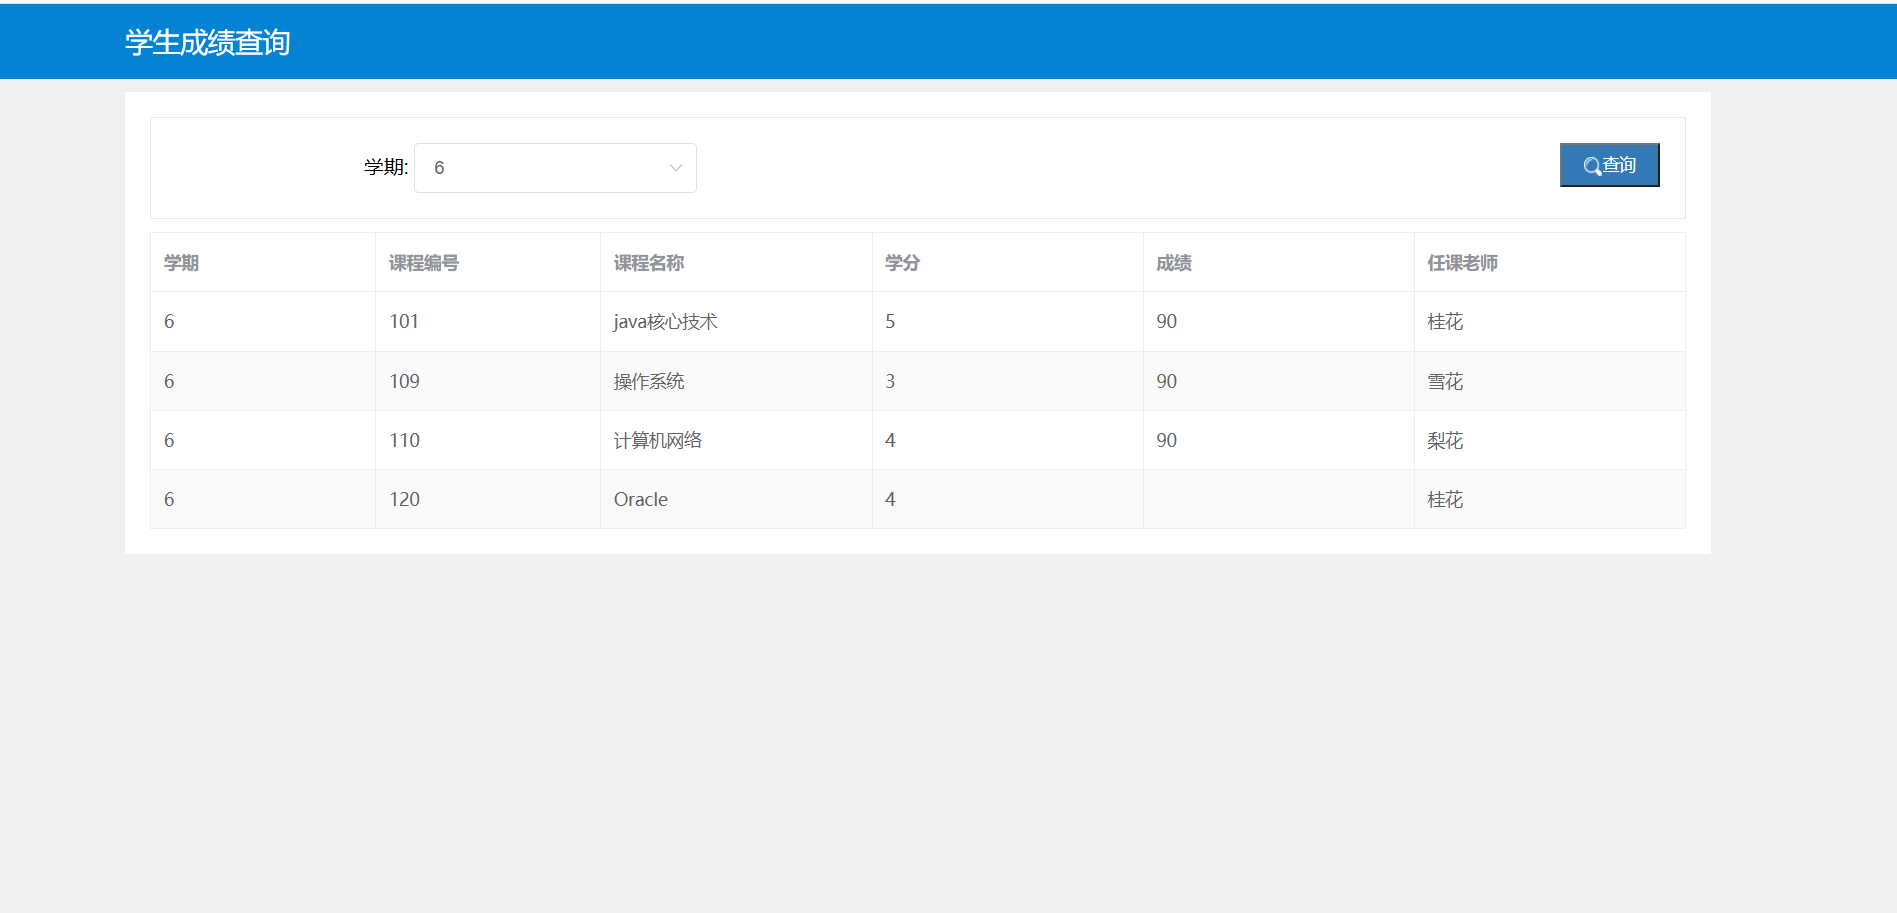 学生成绩查询
学期: 6 查询
学期 课程编号 课程名称 学分 成绩 任课老师
6 101 java核心技术 5 90 桂花
6 109 操作系统 3 90 雪花
6 110 计算机网络 4 90 梨花
6 120 Oracle 4 桂花